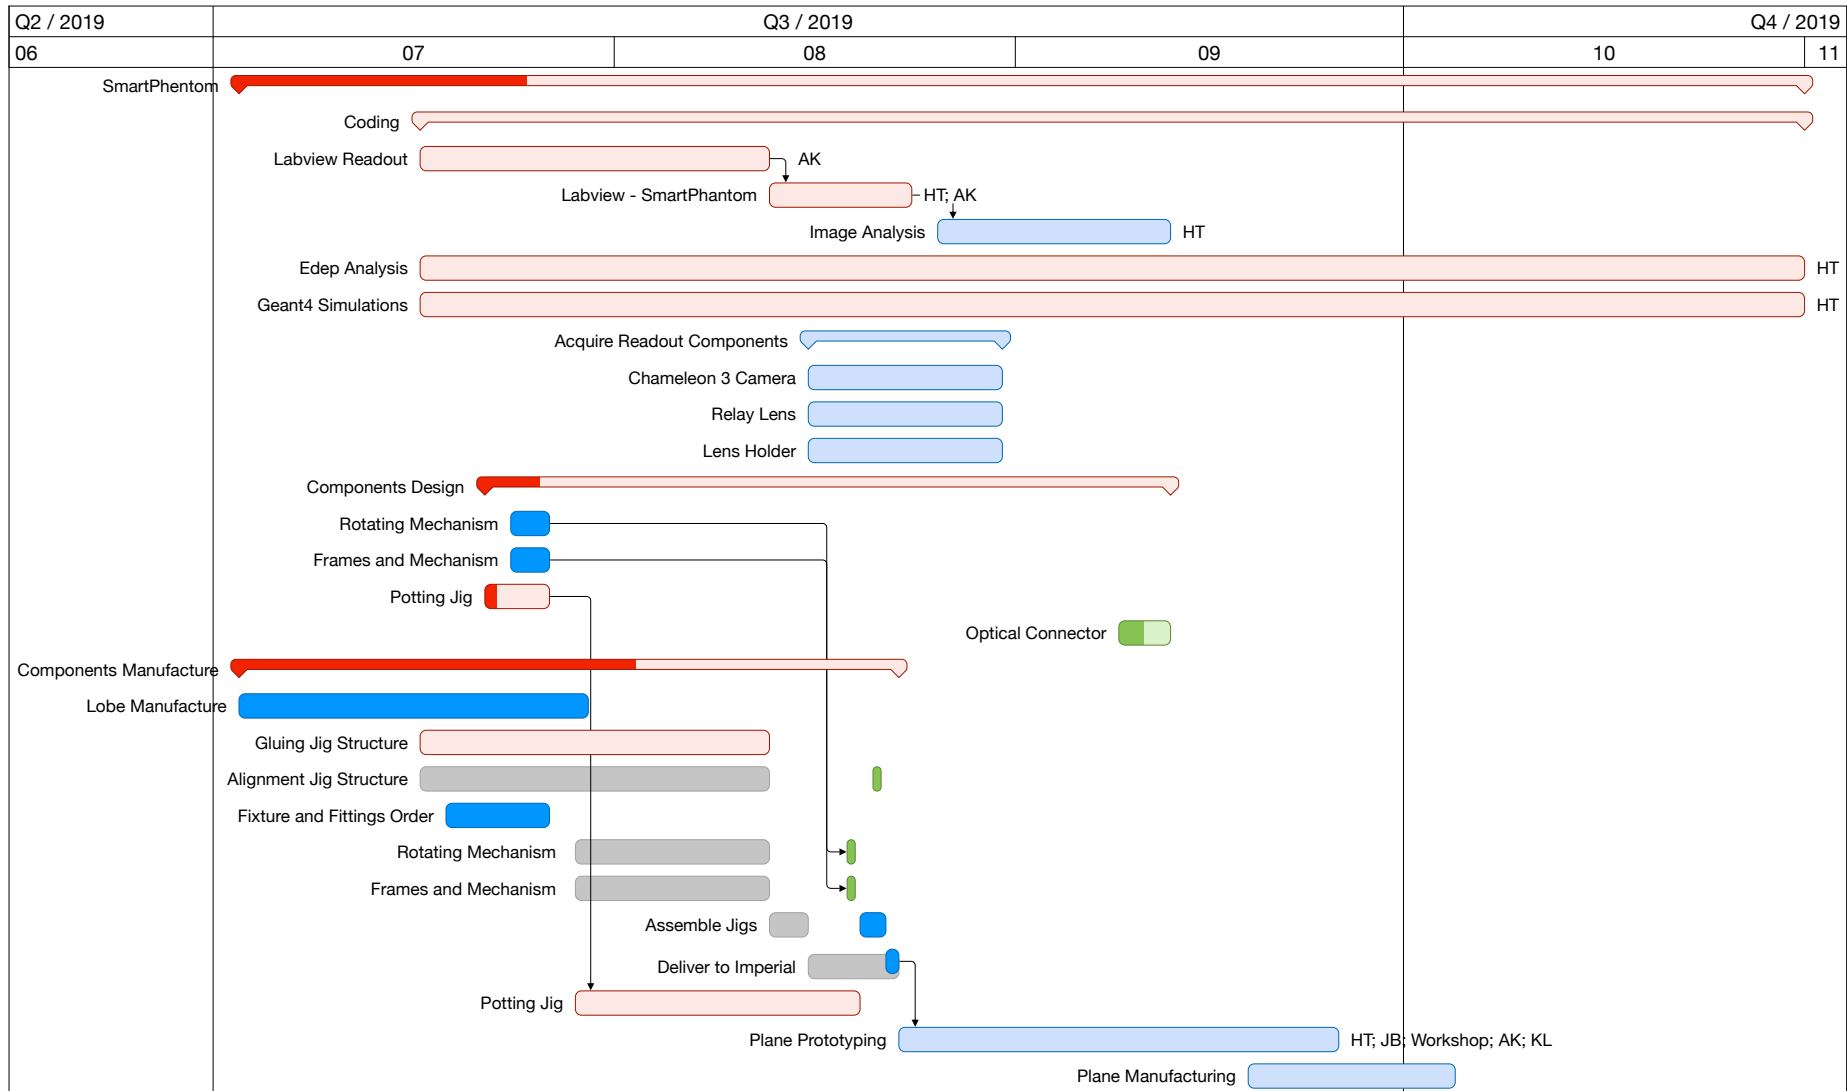 Q2 / 2019 Q3 / 2019 Q4 / 2019
06 07 08 09 10 11
SmartPhentom
Coding
Labview Readout AK
Labview - SmartPhantom HT; AK
Image Analysis HT
Edep Analysis HT
Geant4 Simulations HT
Acquire Readout Components
Chameleon 3 Camera
Relay Lens
Lens Holder
Components Design
Rotating Mechanism
Frames and Mechanism
Potting Jig
Optical Connector
Components Manufacture
Lobe Manufacture
Gluing Jig Structure
Alignment Jig Structure
Fixture and Fittings Order
Rotating Mechanism
Frames and Mechanism
Assemble Jigs
Deliver to Imperial
Potting Jig
Plane Prototyping HT; JB; Workshop; AK; KL
Plane Manufacturing